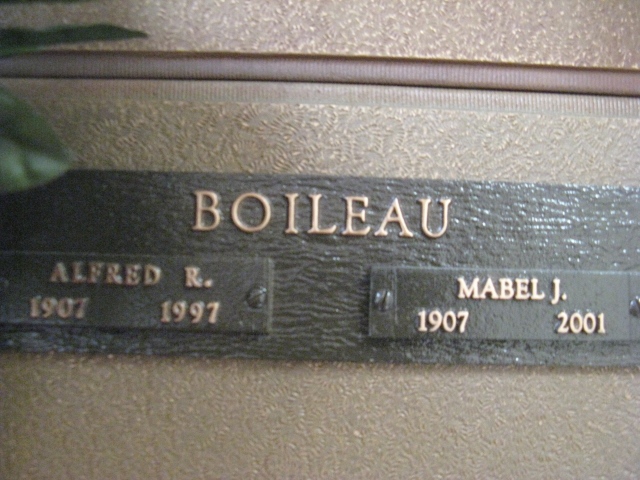 BOILEAU
ALFRED R.
1907 1997
MABEL J.
1907 2001